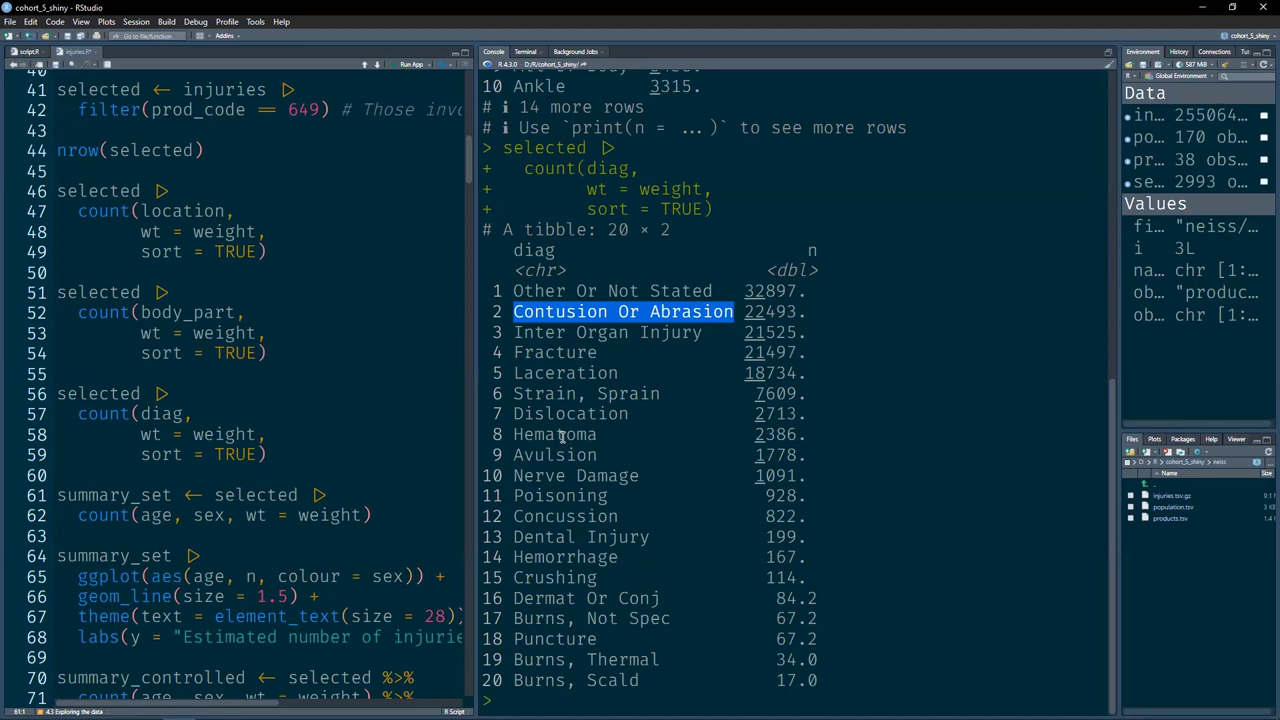 cohort_5_shiny - RStudio
File Edit Code View Plots Session Build Debug Profile Tools Help
Go to file/function Addins cohort_5_shiny
script.R injuries.R*
Run App
40
41 selected <- injuries |>
42 filter(prod_code == 649) # Those invo
43
44 nrow(selected)
45
46 selected |>
47 count(location,
48 wt = weight,
49 sort = TRUE)
50
51 selected |>
52 count(body_part,
53 wt = weight,
54 sort = TRUE)
55
56 selected |>
57 count(diag,
58 wt = weight,
59 sort = TRUE)
60
61 summary_set <- selected |>
62 count(age, sex, wt = weight)
63
64 summary_set |>
65 ggplot(aes(age, n, colour = sex)) +
66 geom_line(size = 1.5) +
67 theme(text = element_text(size = 28))
68 labs(y = "Estimated number of injurie
69
70 summary_controlled <- selected %>%
71 count(age, sex, wt = weight) %>%
61:1 4.3 Exploring the data R Script
Console Terminal Background Jobs
R 4.3.0 · D:/R/cohort_5_shiny/
10 Ankle 3315.
# ℹ 14 more rows
# ℹ Use `print(n = ...)` to see more rows
> selected |>
+ count(diag,
+ wt = weight,
+ sort = TRUE)
# A tibble: 20 × 2
diag n
<chr> <dbl>
1 Other Or Not Stated 32897.
2 Contusion Or Abrasion 22493.
3 Inter Organ Injury 21525.
4 Fracture 21497.
5 Laceration 18734.
6 Strain, Sprain 7609.
7 Dislocation 2713.
8 Hematoma 2386.
9 Avulsion 1778.
10 Nerve Damage 1091.
11 Poisoning 928.
12 Concussion 822.
13 Dental Injury 199.
14 Hemorrhage 167.
15 Crushing 114.
16 Dermat Or Conj 84.2
17 Burns, Not Spec 67.2
18 Puncture 67.2
19 Burns, Thermal 34.0
20 Burns, Scald 17.0
>
Environment History Connections Tu
587 MiB
R Global Environment
Data
in… 255064…
po… 170 ob…
pr… 38 obs…
se… 2993 o…
Values
fi… "neiss/…
i 3L
na… chr [1:…
ob… "produc…
ob… chr [1:…
Files Plots Packages Help Viewer
D: R cohort_5_shiny neiss
Name Size
..
injuries.tsv.gz 9.1
population.tsv 3 K
products.tsv